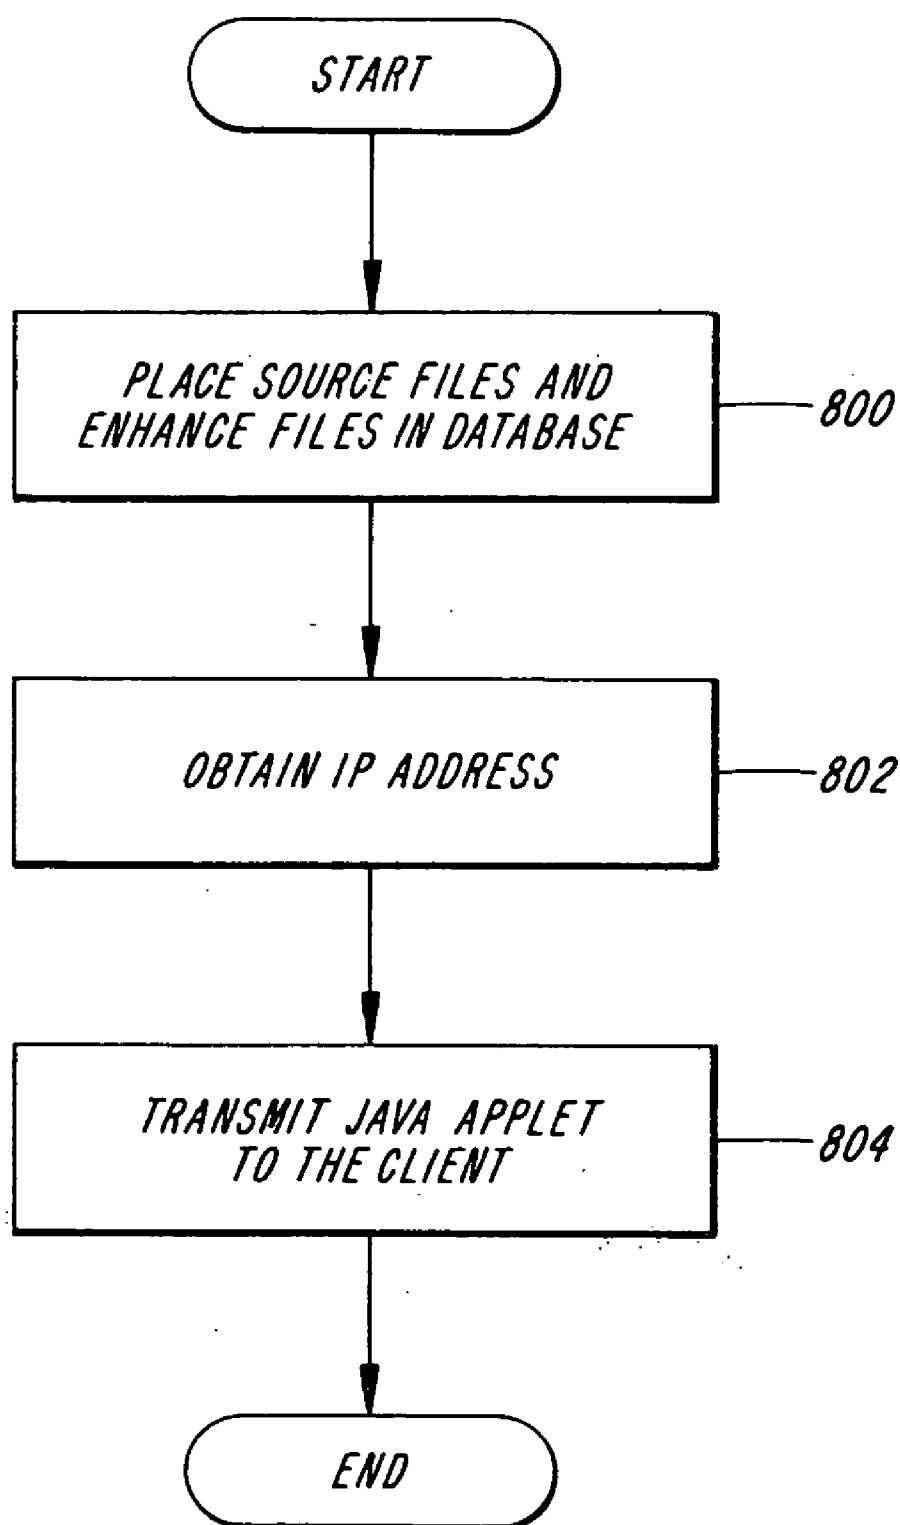 START
PLACE SOURCE FILES AND
ENHANCE FILES IN DATABASE
800
OBTAIN IP ADDRESS
802
TRANSMIT JAVA APPLET
TO THE CLIENT
804
END